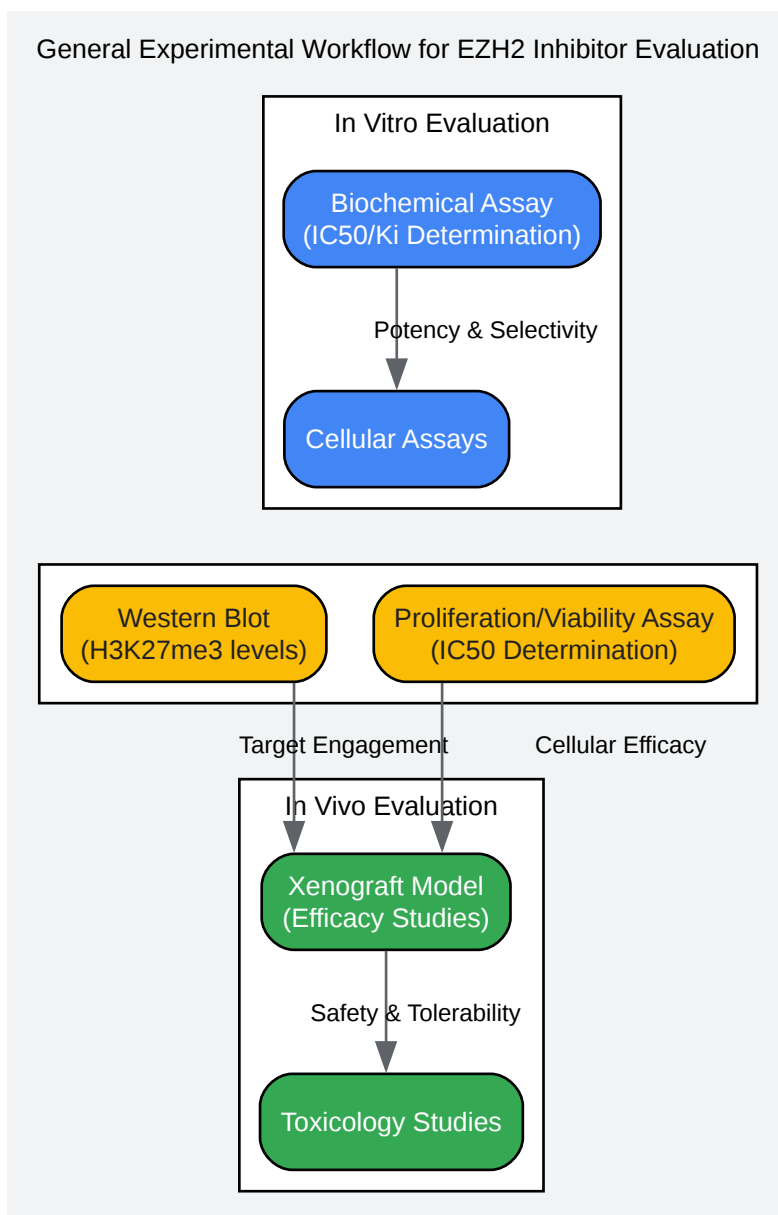 General Experimental Workflow for EZH2 Inhibitor Evaluation
In Vitro Evaluation
Biochemical Assay
(IC50/Ki Determination)
Potency & Selectivity
Cellular Assays
Western Blot
(H3K27me3 levels)
Proliferation/Viability Assay
(IC50 Determination)
Target Engagement
Cellular Efficacy
In Vivo Evaluation
Xenograft Model
(Efficacy Studies)
Safety & Tolerability
Toxicology Studies